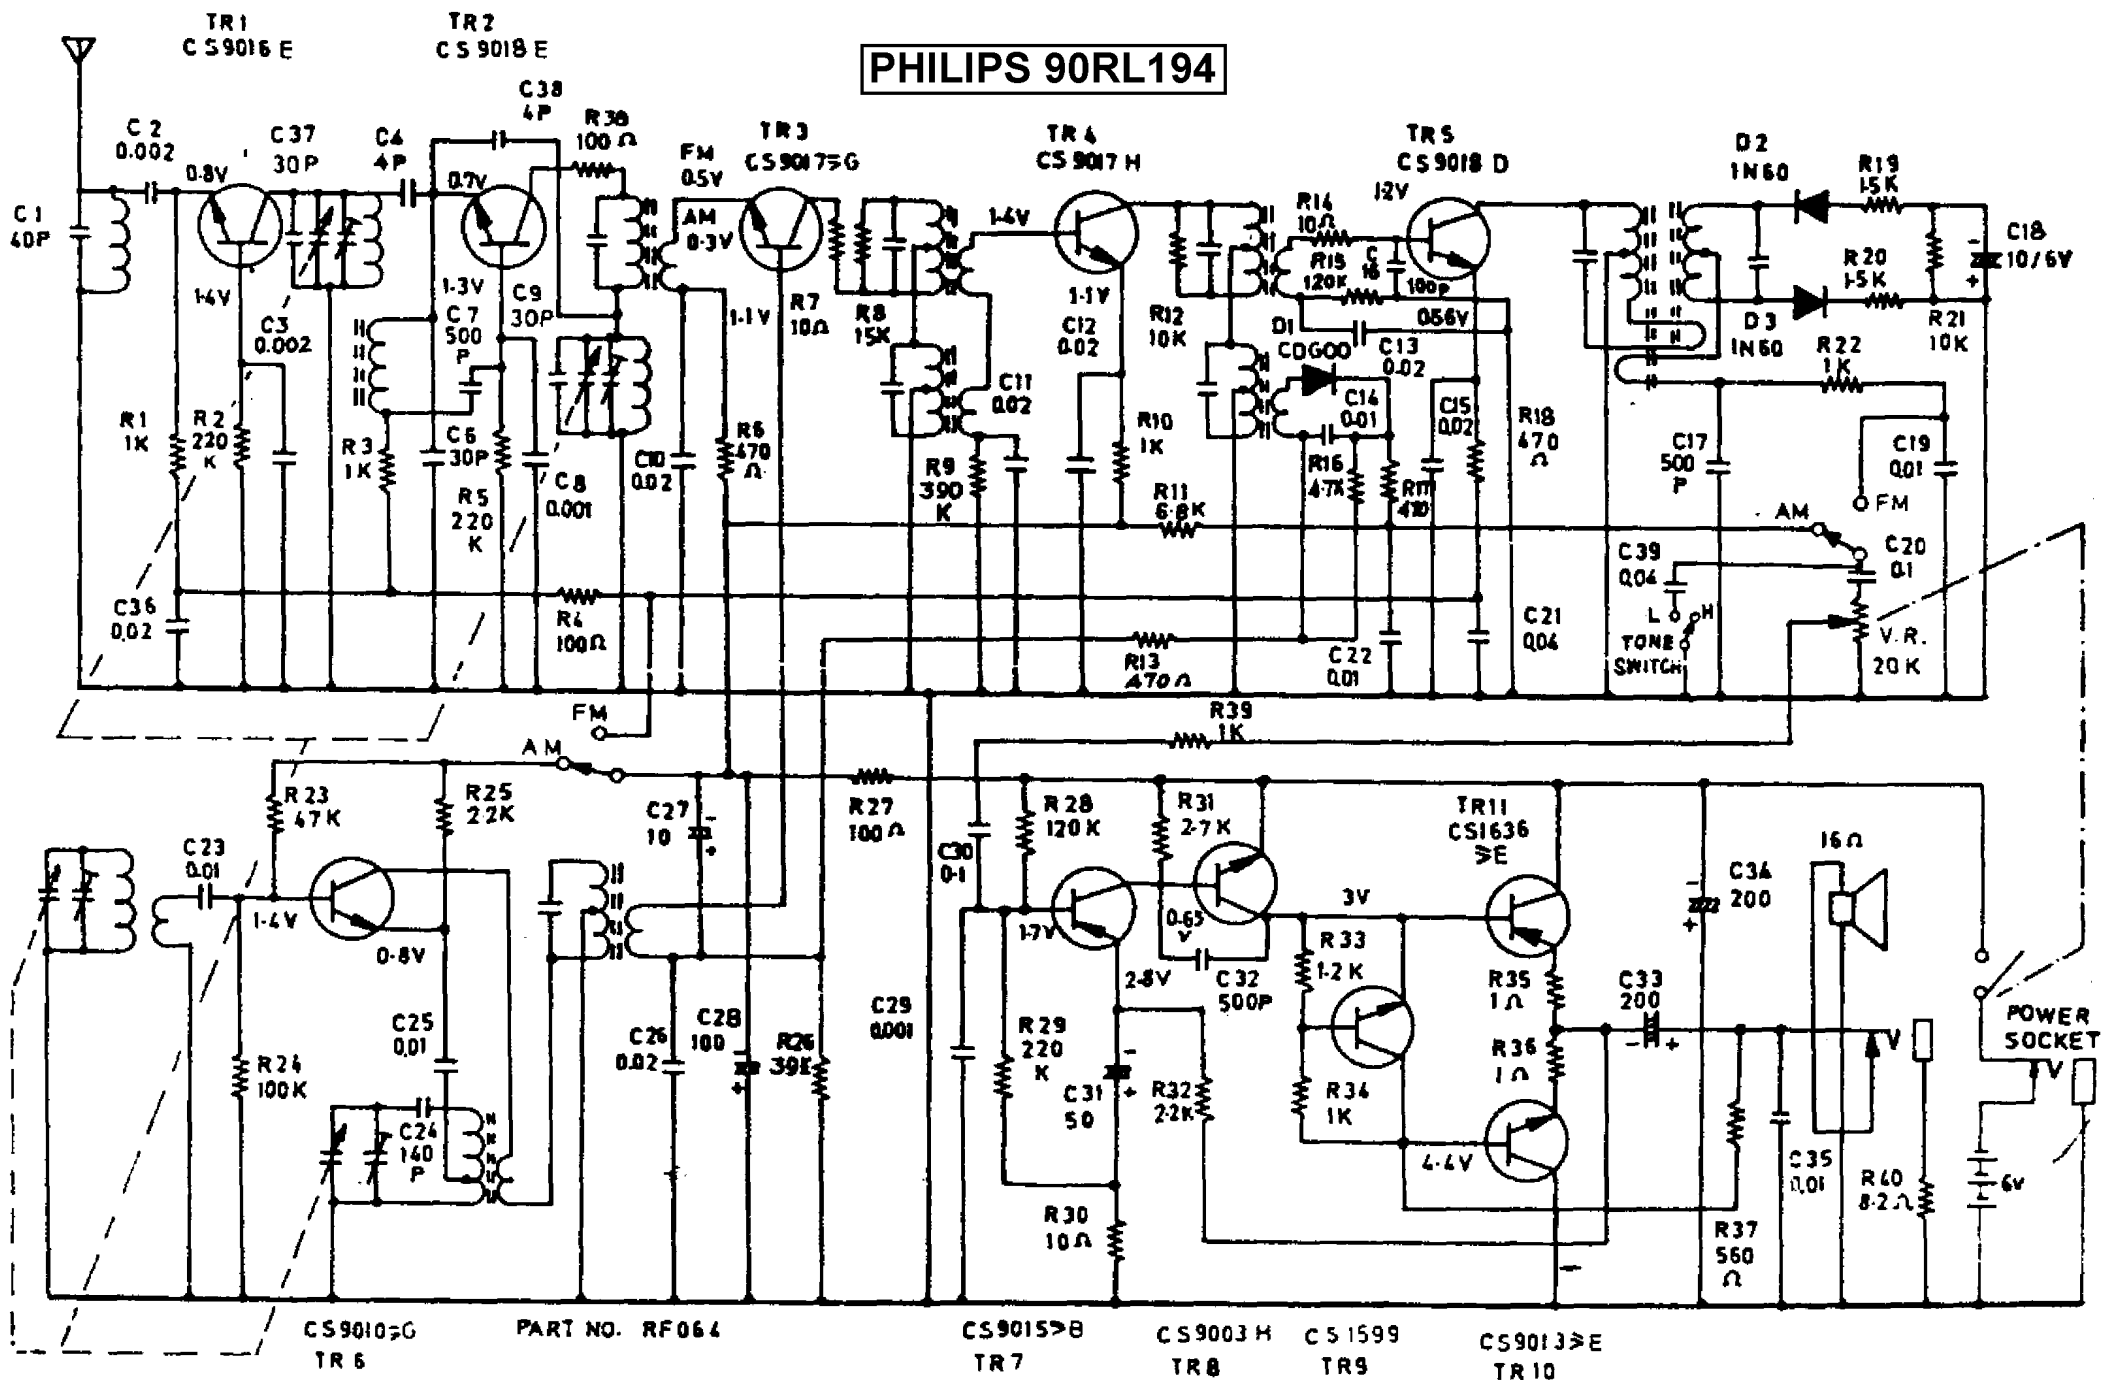 TR1
CS9016E
TR2
CS9018E
PHILIPS 90RL194
C38
4P
R38
100Ω
C2
0.002
C37
30P
C4
4P
FM
0.5V
TR3
CS9017≥G
TR4
CS9017H
TR5
CS9018D
D2
1N60
R19
1.5K
0.8V
0.7V
AM
0.3V
1.4V
R14
10Ω
1.2V
C1
40P
R20
1.5K
C18
10/6V
1.4V
C3
0.002
1.3V
C7
500
P
C9
30P
1.1V
R7
10Ω
R8
15K
1.1V
C12
0.02
R12
10K
R15
120K
C
16
100P
0.56V
D1
CDG00
C13
0.02
D3
1N60
R22
1K
R21
10K
R1
1K
R2
220
K
R3
1K
C6
30P
R5
220
K
C8
0.001
C10
0.02
R6
470
Ω
R9
390
K
C11
0.02
R10
1K
R11
6.8K
C14
0.01
R16
4.7K
R17
470
C15
0.02
R18
470
Ω
C17
500
P
C19
0.01
AM
FM
C36
0.02
R4
100Ω
R13
470Ω
C22
0.01
C21
0.04
C39
0.04
C20
0.1
L
H
TONE
SWITCH
V.R.
20K
FM
AM
R39
1K
R23
47K
R25
2.2K
C27
10
R27
100Ω
R28
120K
R31
2.7K
TR11
CS1636
≥E
16Ω
C23
0.01
C30
0.1
C34
200
1.4V
0.8V
1.7V
0.65
V
3V
2.8V
R33
1.2K
R35
1Ω
C33
200
C32
500P
C25
0.01
C26
0.02
C28
100
R26
39K
C29
0.001
R29
220
K
C31
50
R32
2.2K
R34
1K
R36
1Ω
POWER
SOCKET
R24
100K
C24
140
P
4.4V
C35
0.01
R40
8.2Ω
6V
R30
10Ω
R37
560
Ω
CS9010≥G
TR6
PART NO. RF064
CS9015≥B
TR7
CS9003H
TR8
CS1599
TR9
CS9013≥E
TR10